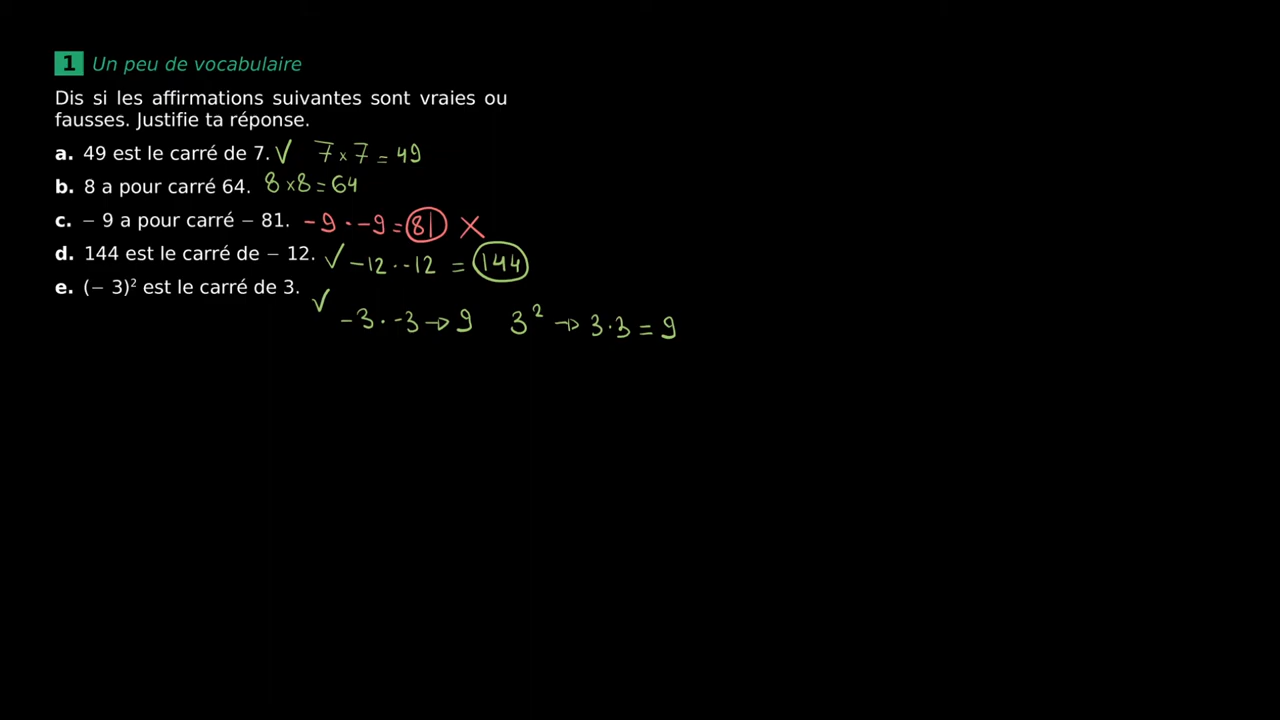 1 Un peu de vocabulaire
Dis si les affirmations suivantes sont vraies ou
fausses. Justifie ta réponse.
a. 49 est le carré de 7. ✓ 7 × 7 = 49
b. 8 a pour carré 64. 8 × 8 = 64
c. − 9 a pour carré − 81. -9 · -9 = 81 ×
d. 144 est le carré de − 12. ✓ -12 · -12 = 144
e. (− 3)² est le carré de 3. ✓
-3 · -3 → 9 3² → 3 · 3 = 9